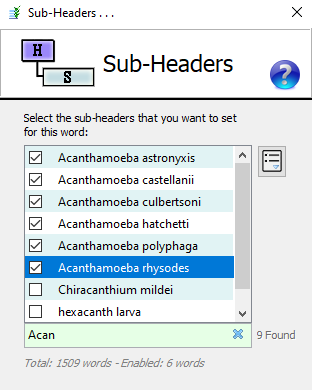 Sub-Headers . . .
H
S
Sub-Headers
?
Select the sub-headers that you want to set
for this word:
Acanthamoeba astronyxis
Acanthamoeba castellanii
Acanthamoeba culbertsoni
Acanthamoeba hatchetti
Acanthamoeba polyphaga
Acanthamoeba rhysodes
Chiracanthium mildei
hexacanth larva
Acan
9 Found
Total: 1509 words - Enabled: 6 words